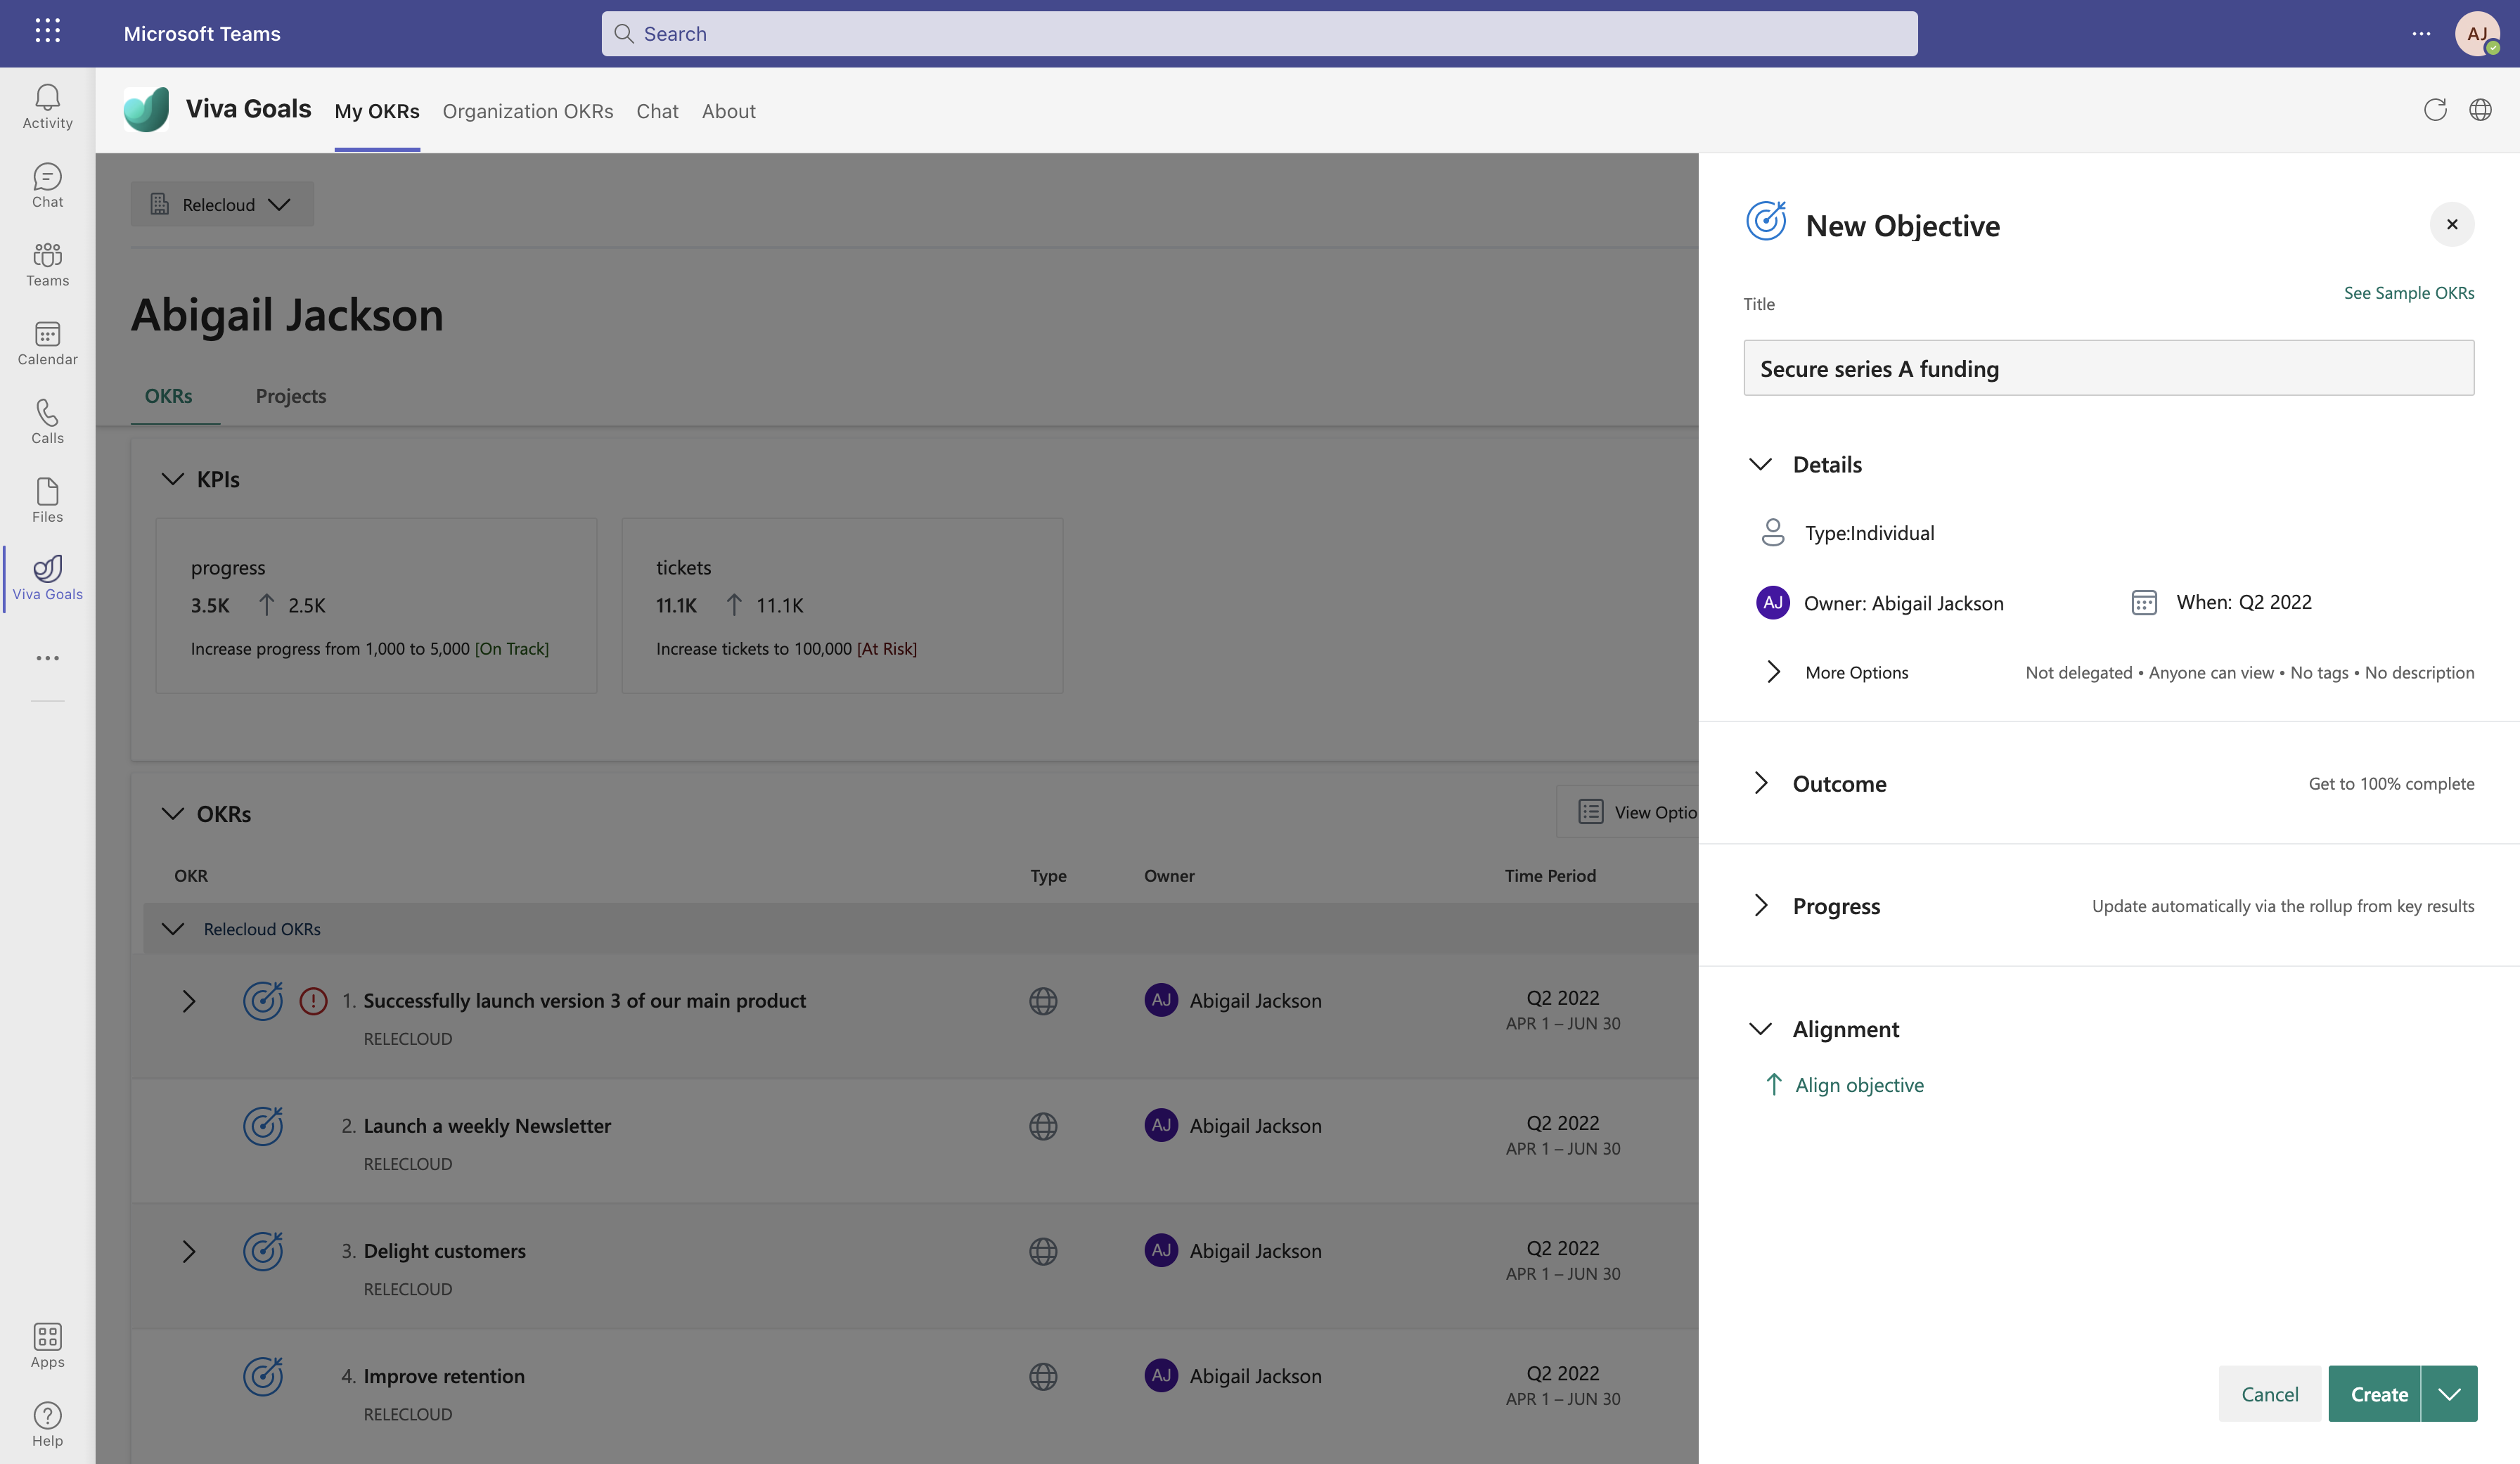 Microsoft Teams
Search
AJ
Activity
Chat
Teams
Calendar
Calls
Files
Viva Goals
Apps
Help
Viva Goals
My OKRs
Organization OKRs
Chat
About
Relecloud
Abigail Jackson
OKRs
Projects
KPIs
progress
3.5K 2.5K
Increase progress from 1,000 to 5,000 [On Track]
tickets
11.1K 11.1K
Increase tickets to 100,000 [At Risk]
OKRs
View Optio
OKR Type Owner Time Period
Relecloud OKRs
1. Successfully launch version 3 of our main product AJ Abigail Jackson Q2 2022
RELECLOUD APR 1 – JUN 30
2. Launch a weekly Newsletter AJ Abigail Jackson Q2 2022
RELECLOUD APR 1 – JUN 30
3. Delight customers AJ Abigail Jackson Q2 2022
RELECLOUD APR 1 – JUN 30
4. Improve retention AJ Abigail Jackson Q2 2022
RELECLOUD APR 1 – JUN 30
New Objective
See Sample OKRs
Title
Secure series A funding
Details
Type:Individual
AJ Owner: Abigail Jackson When: Q2 2022
More Options Not delegated • Anyone can view • No tags • No description
Outcome Get to 100% complete
Progress Update automatically via the rollup from key results
Alignment
Align objective
Cancel Create